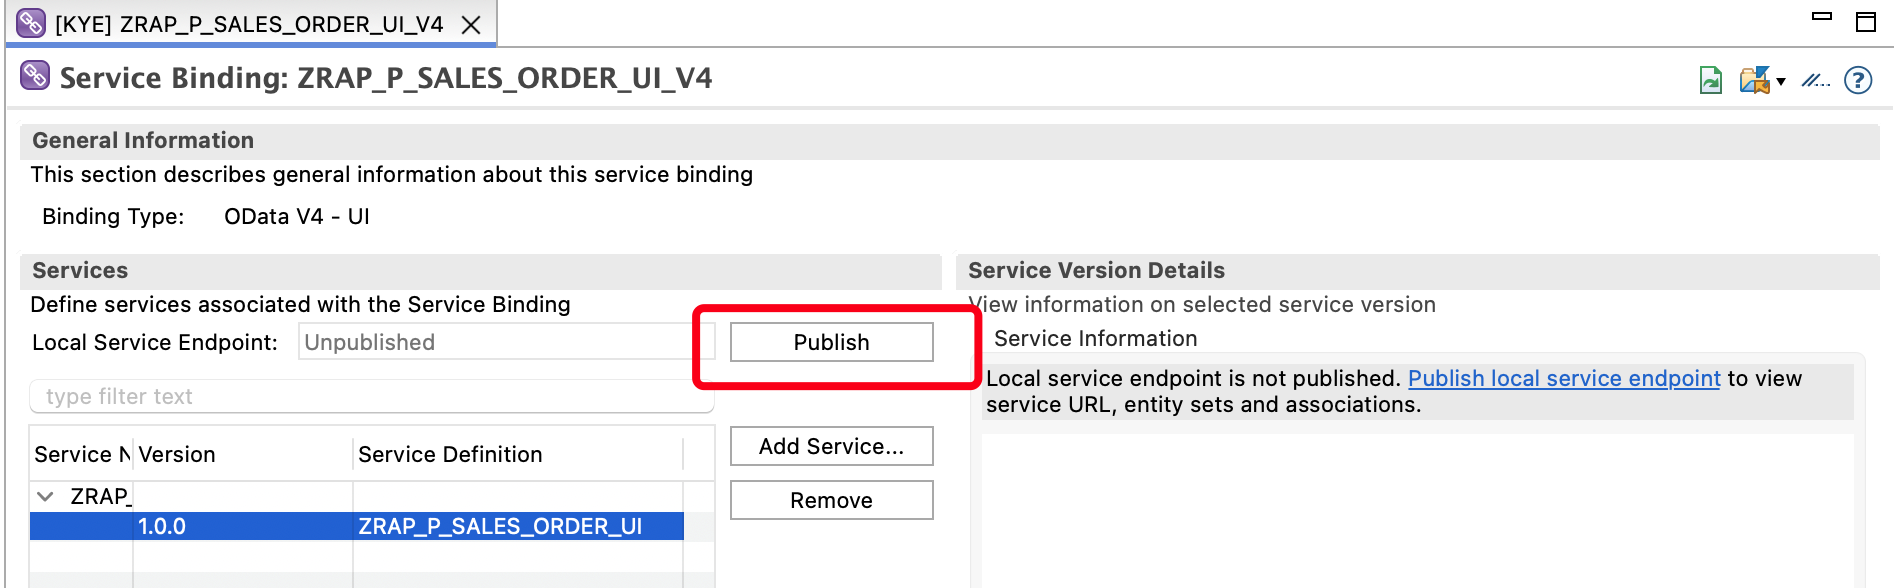 [KYE] ZRAP_P_SALES_ORDER_UI_V4
Service Binding: ZRAP_P_SALES_ORDER_UI_V4
General Information
This section describes general information about this service binding
Binding Type: OData V4 - UI
Services
Define services associated with the Service Binding
Local Service Endpoint: Unpublished Publish
type filter text
Add Service...
Remove
Service N Version Service Definition
ZRAP_
1.0.0 ZRAP_P_SALES_ORDER_UI
Service Version Details
View information on selected service version
Service Information
Local service endpoint is not published. Publish local service endpoint to view
service URL, entity sets and associations.